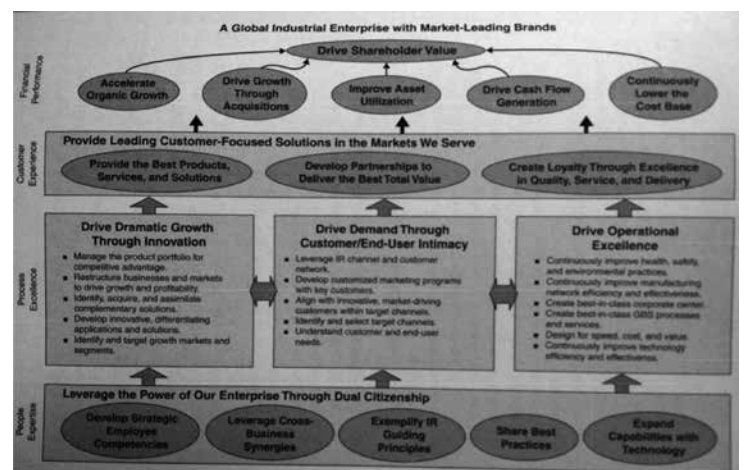 A Global Industrial Enterprise with Market-Leading Brands
Financial
Performance
Drive Shareholder Value
Accelerate
Organic Growth
Drive Growth
Through
Acquisitions
Improve Asset
Utilization
Drive Cash Flow
Generation
Continuously
Lower the
Cost Base
Customer
Experience
Provide Leading Customer-Focused Solutions in the Markets We Serve
Provide the Best Products,
Services, and Solutions
Develop Partnerships to
Deliver the Best Total Value
Create Loyalty Through Excellence
in Quality, Service, and Delivery
Process
Excellence
Drive Dramatic Growth
Through Innovation
■ Manage the product portfolio for
competitive advantage.
■ Restructure businesses and markets
to drive growth and profitability.
■ Identify, acquire, and assimilate
complementary solutions.
■ Develop innovative, differentiating
applications and solutions.
■ Identify and target growth markets and
segments.
Drive Demand Through
Customer/End-User Intimacy
■ Leverage IR channel and customer
network.
■ Develop customized marketing programs
with key customers.
■ Align with innovative, market-driving
customers within target channels.
■ Identify and select target channels.
■ Understand customer and end-user
needs.
Drive Operational
Excellence
■ Continuously improve health, safety,
and environmental practices.
■ Continuously improve manufacturing
network efficiency and effectiveness.
■ Create best-in-class corporate center.
■ Create best-in-class GBS processes
and services.
■ Design for speed, cost, and value.
■ Continuously improve technology
efficiency and effectiveness.
People
Expertise
Leverage the Power of Our Enterprise Through Dual Citizenship
Develop Strategic
Employee
Competencies
Leverage Cross-
Business
Synergies
Exemplify IR
Guiding
Principles
Share Best
Practices
Expand
Capabilities with
Technology